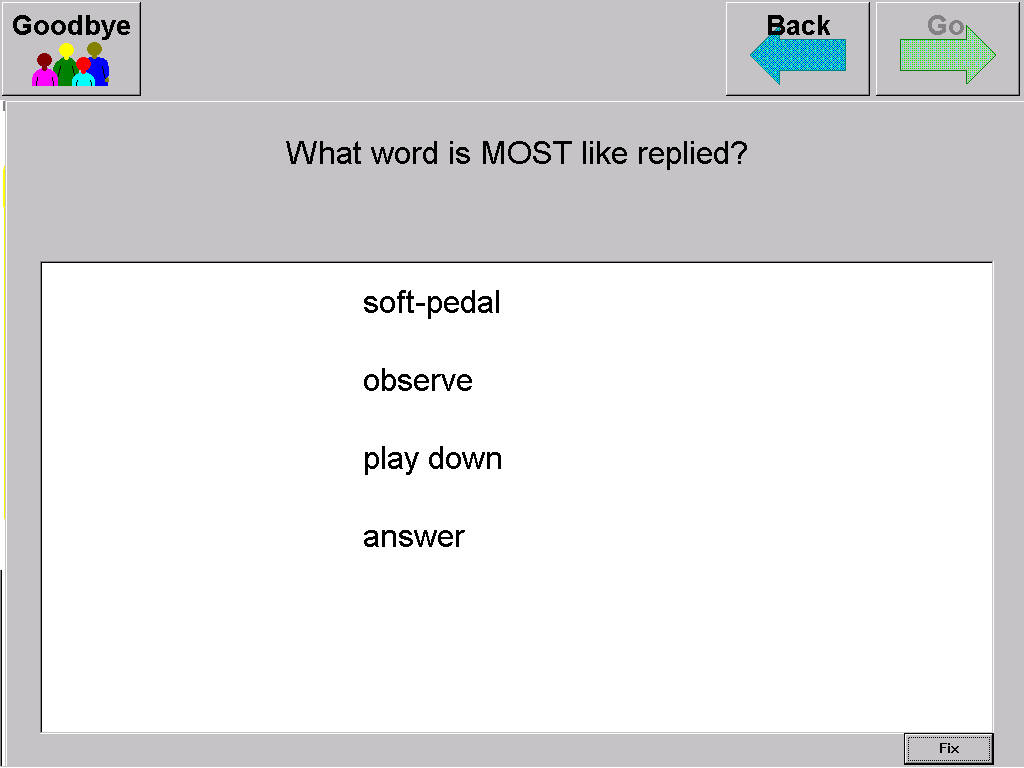 Goodbye
Back
Go
What word is MOST like replied?
soft-pedal
observe
play down
answer
Fix